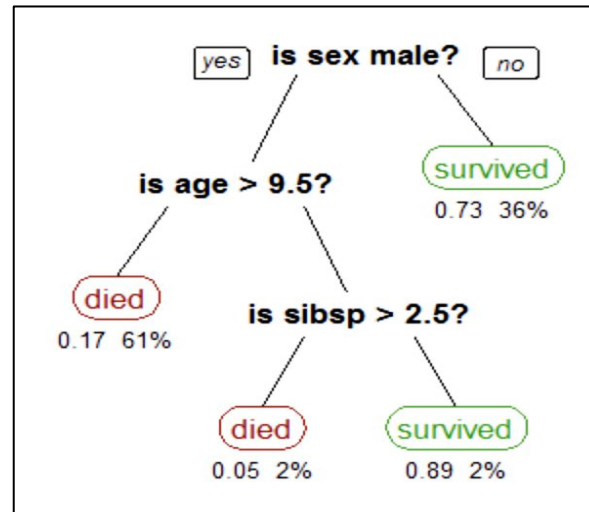 yes is sex male? no
is age > 9.5?
survived
0.73 36%
died
0.17 61%
is sibsp > 2.5?
died survived
0.05 2% 0.89 2%